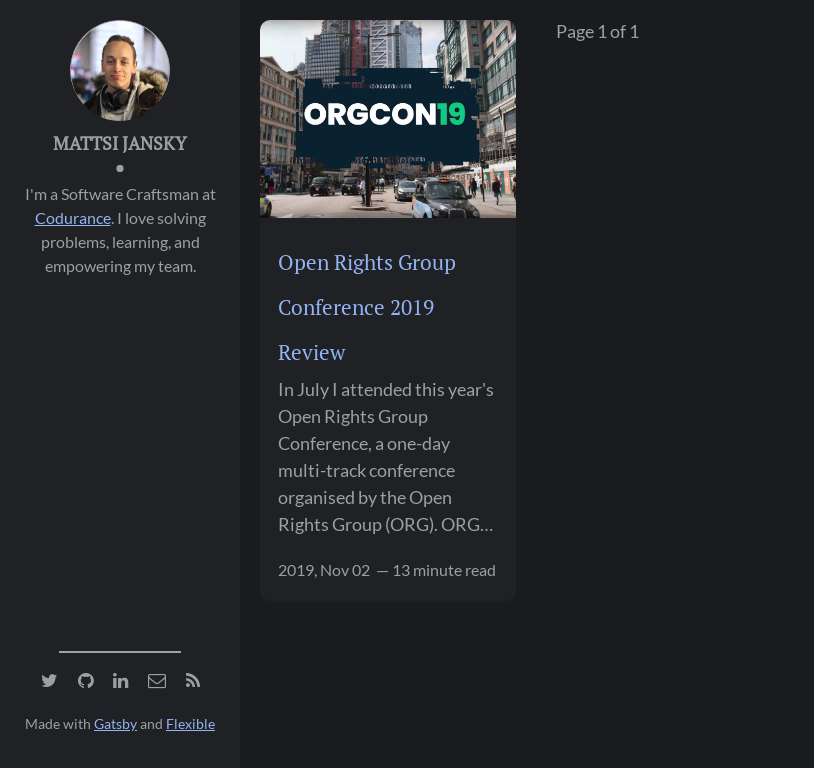 MATTSI JANSKY
I'm a Software Craftsman at
Codurance. I love solving
problems, learning, and
empowering my team.
Made with Gatsby and Flexible
ORGCON19
Open Rights Group
Conference 2019
Review
In July I attended this year's
Open Rights Group
Conference, a one-day
multi-track conference
organised by the Open
Rights Group (ORG). ORG…
2019, Nov 02 — 13 minute read
Page 1 of 1